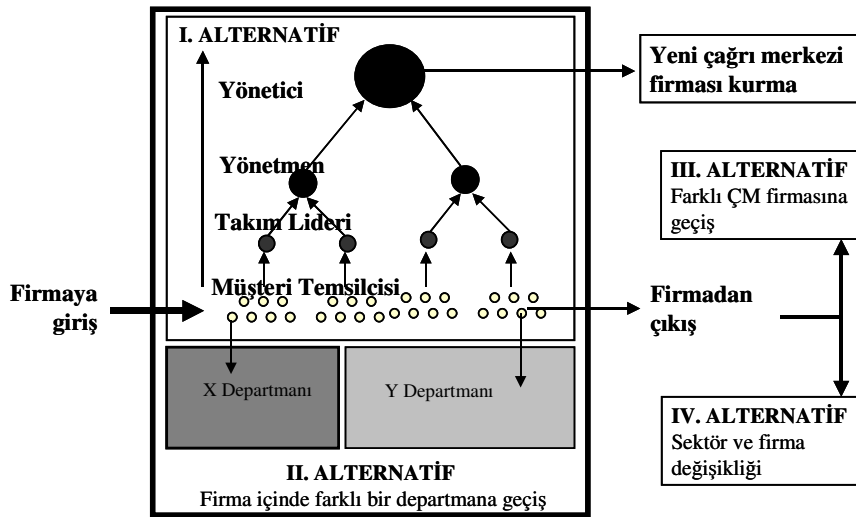 I. ALTERNATİF
Yönetici
Yönetmen
Takım Lideri
Müşteri Temsilcisi
Firmaya
giriş
X Departmanı
Y Departmanı
II. ALTERNATİF
Firma içinde farklı bir departmana geçiş
Yeni çağrı merkezi
firması kurma
III. ALTERNATİF
Farklı ÇM firmasına
geçiş
Firmadan
çıkış
IV. ALTERNATİF
Sektör ve firma
değişikliği